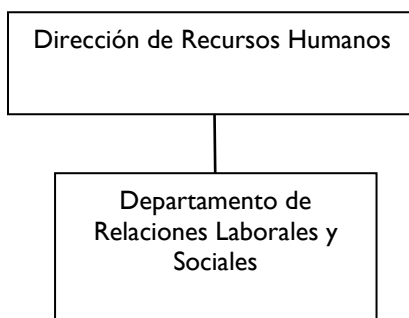 Dirección de Recursos Humanos
Departamento de
Relaciones Laborales y
Sociales